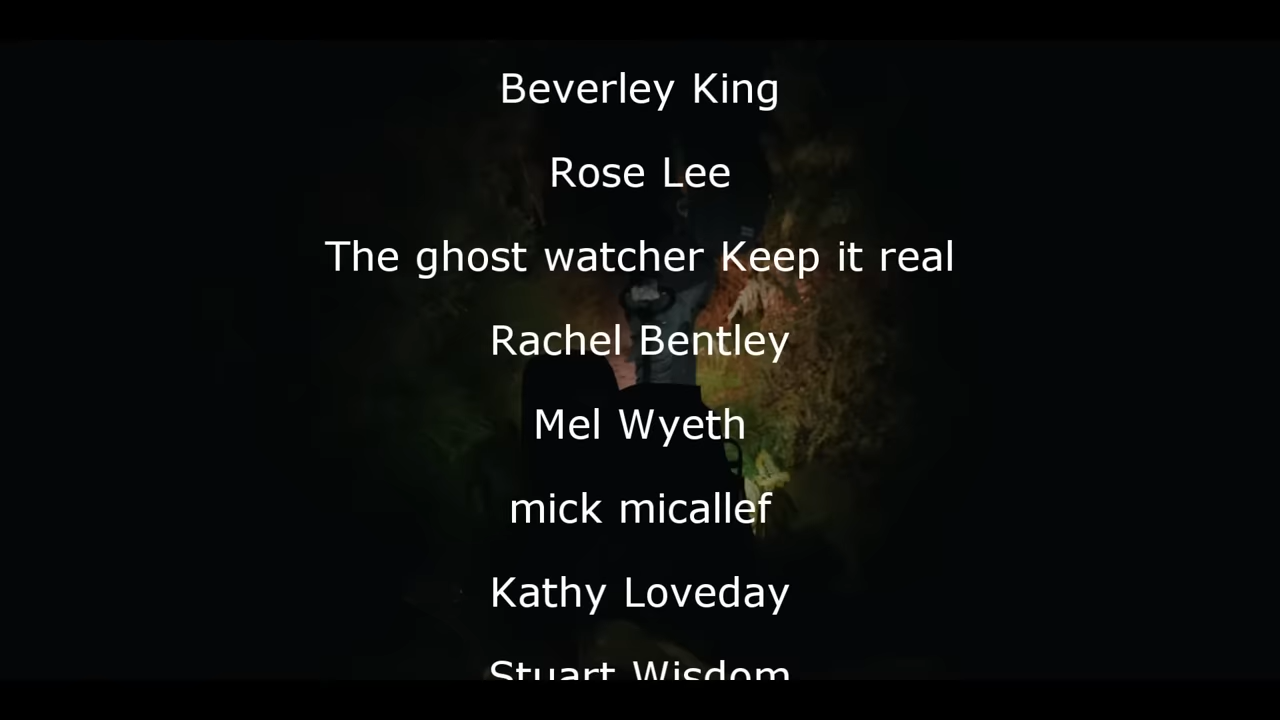 Beverley King
Rose Lee
The ghost watcher Keep it real
Rachel Bentley
Mel Wyeth
mick micallef
Kathy Loveday
Stuart Wisdom